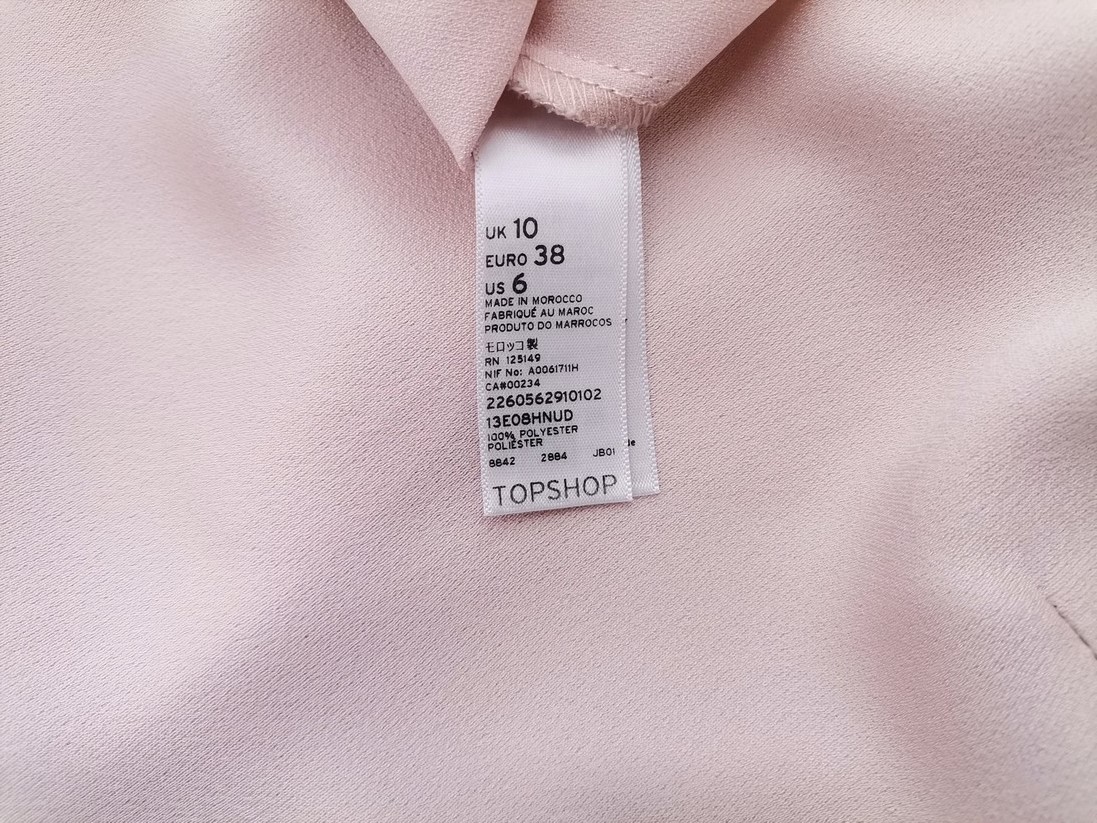 UK 10
EURO 38
US 6
MADE IN MOROCCO
FABRIQUÉ AU MAROC
PRODUTO DO MARROCOS
モロッコ製
RN 125149
NIF No: A0061711H
CA#00234
2260562910102
13E08HNUD
100% POLYESTER
POLIÉSTER
8842 2884 JB01
TOPSHOP